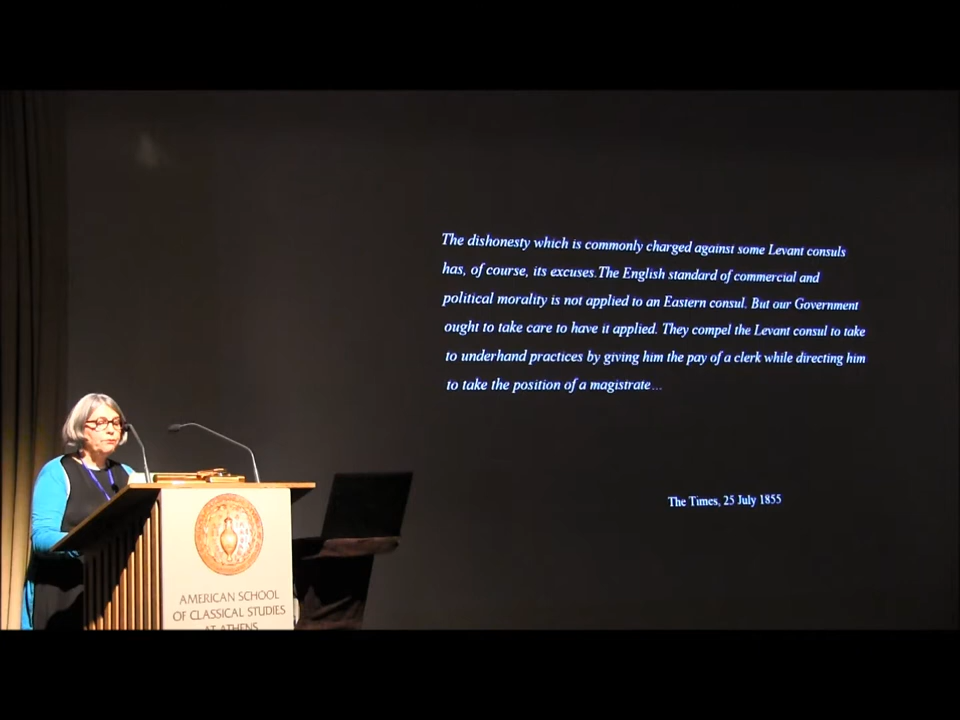 The dishonesty which is commonly charged against some Levant consuls
has, of course, its excuses.The English standard of commercial and
political morality is not applied to an Eastern consul. But our Government
ought to take care to have it applied. They compel the Levant consul to take
to underhand practices by giving him the pay of a clerk while directing him
to take the position of a magistrate...
The Times, 25 July 1855
AMERICAN SCHOOL
OF CLASSICAL STUDIES
AT ATHENS